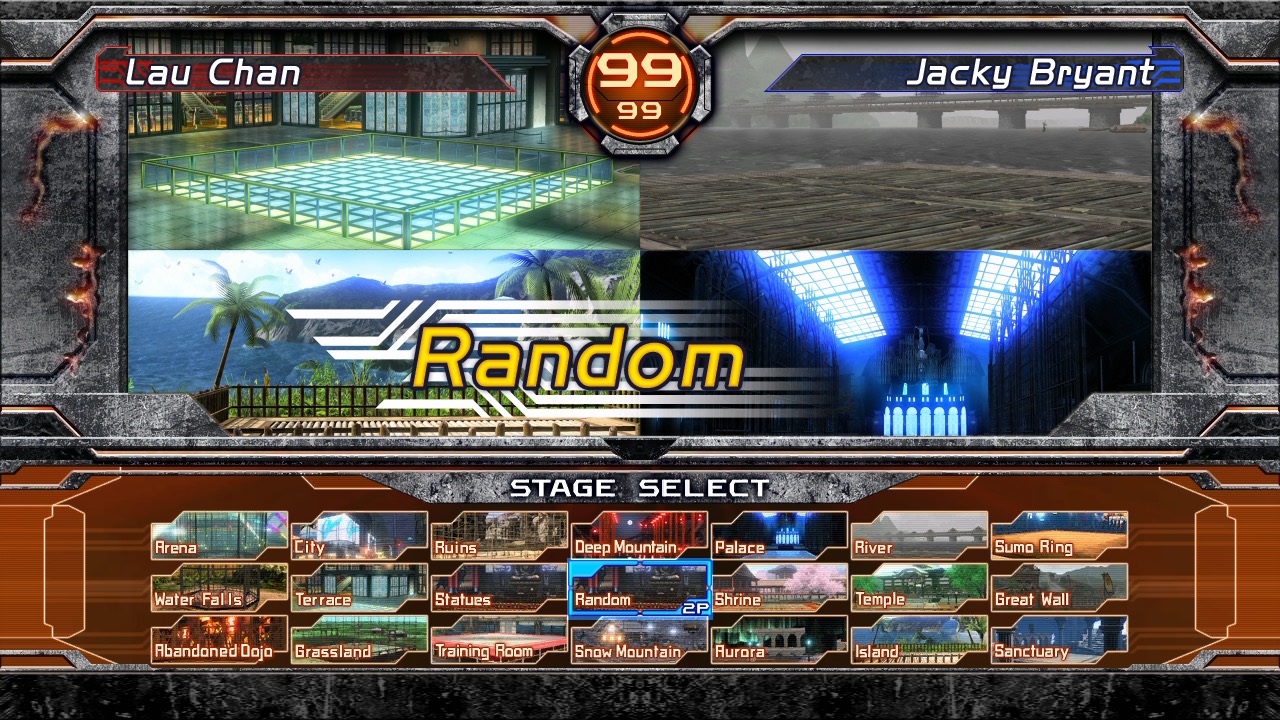 Lau Chan
99
99
Jacky Bryant
Random
STAGE SELECT
Arena
City
Ruins
Deep Mountain
Palace
River
Sumo Ring
Water Falls
Terrace
Statues
Random
2P
Shrine
Temple
Great Wall
Abandoned Dojo
Grassland
Training Room
Snow Mountain
Aurora
Island
Sanctuary